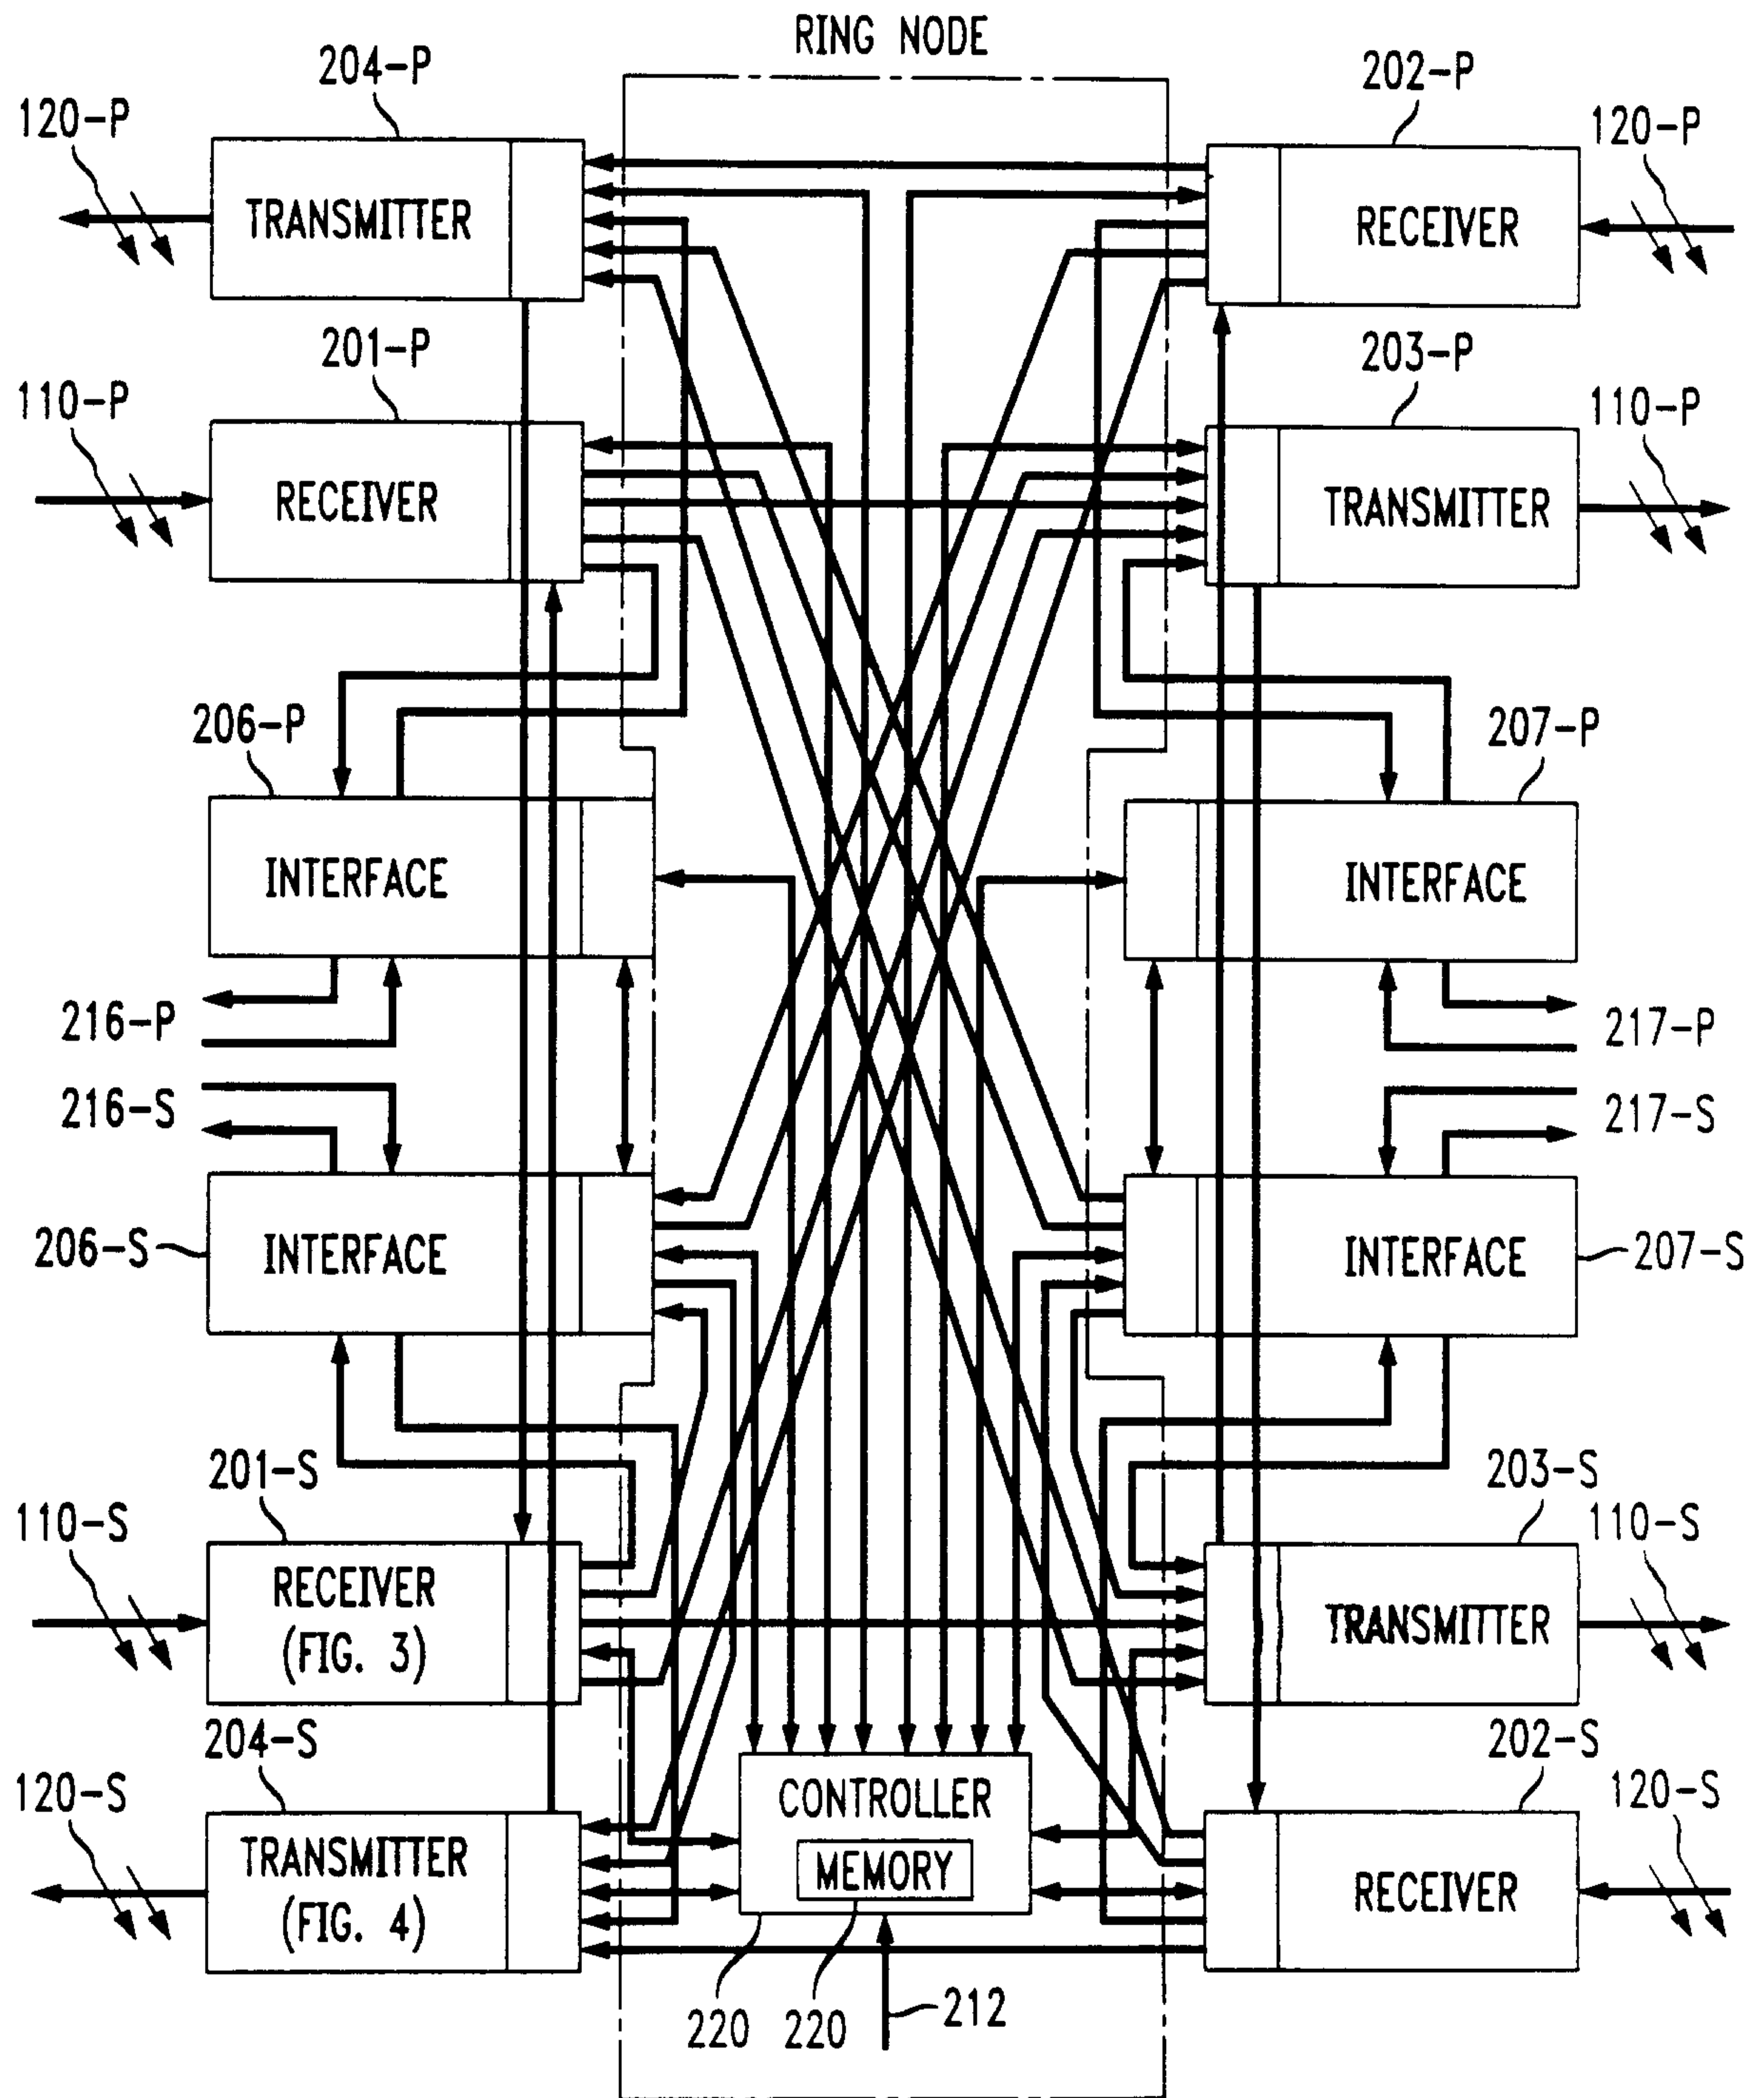 RING NODE
204-P
202-P
120-P
120-P
TRANSMITTER
RECEIVER
201-P
203-P
110-P
110-P
RECEIVER
TRANSMITTER
206-P
207-P
INTERFACE
INTERFACE
216-P
217-P
216-S
217-S
206-S
INTERFACE
INTERFACE
207-S
201-S
203-S
110-S
110-S
RECEIVER
(FIG. 3)
TRANSMITTER
204-S
202-S
120-S
120-S
CONTROLLER
TRANSMITTER
(FIG. 4)
MEMORY
RECEIVER
220
220
212